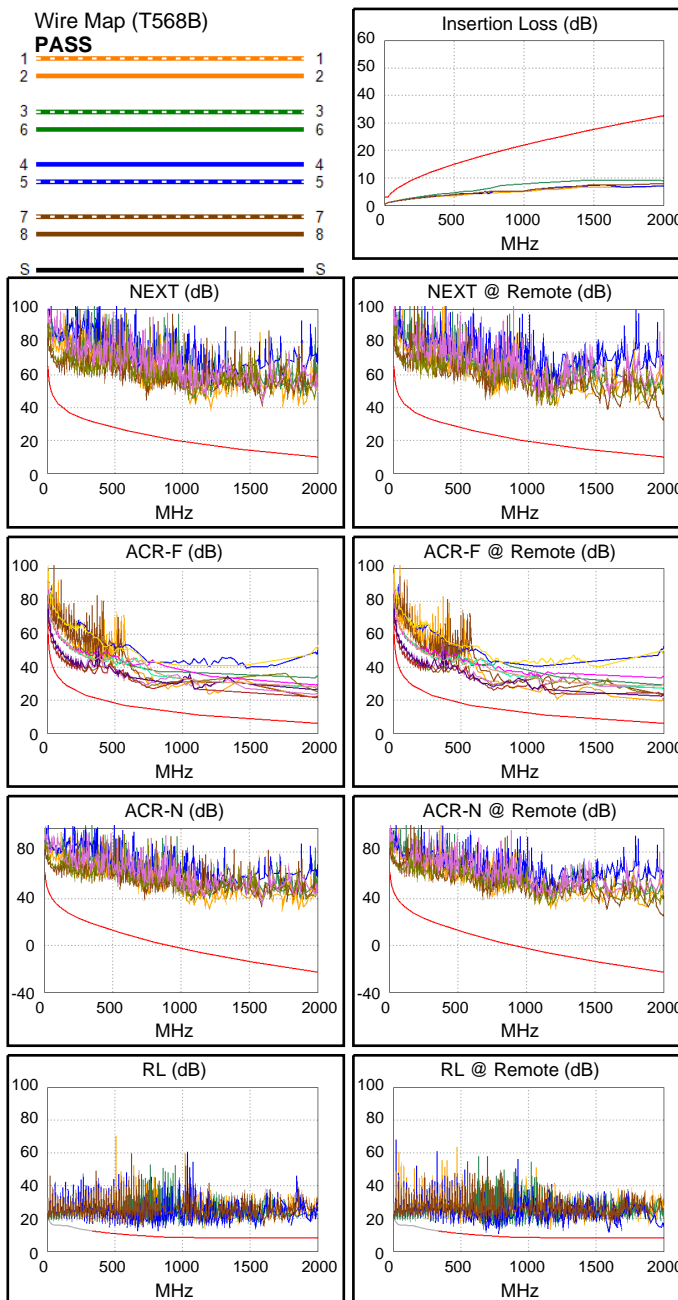 Wire Map (T568B)
PASS
1 1
2 2
3 3
6 6
4 4
5 5
7 7
8 8
S S
Insertion Loss (dB)
60
50
40
30
20
10
0
500 1000 1500 2000
MHz
NEXT (dB)
100
80
60
40
20
0
0 500 1000 1500 2000
MHz
NEXT @ Remote (dB)
100
80
60
40
20
0
0 500 1000 1500 2000
MHz
ACR-F (dB)
100
80
60
40
20
0
0 500 1000 1500 2000
MHz
ACR-F @ Remote (dB)
100
80
60
40
20
0
0 500 1000 1500 2000
MHz
ACR-N (dB)
80
40
0
-40
0 500 1000 1500 2000
MHz
ACR-N @ Remote (dB)
80
40
0
-40
0 500 1000 1500 2000
MHz
RL (dB)
100
80
60
40
20
0
0 500 1000 1500 2000
MHz
RL @ Remote (dB)
100
80
60
40
20
0
0 500 1000 1500 2000
MHz